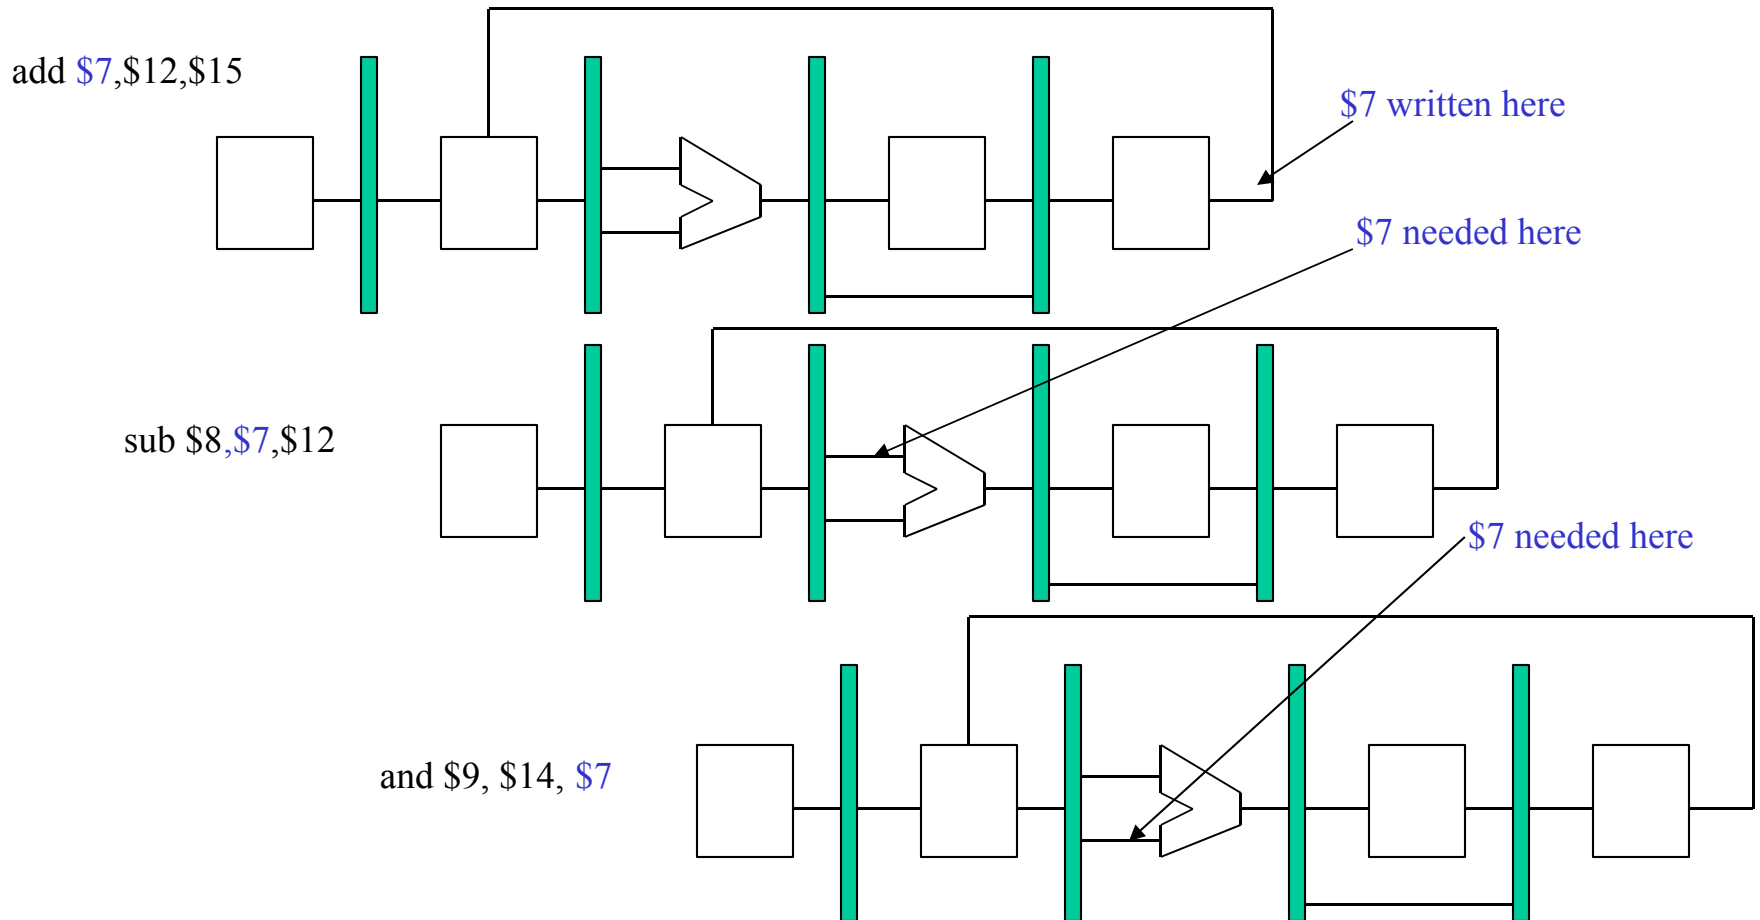 add $7,$12,$15
$7 written here
$7 needed here
sub $8,$7,$12
$7 needed here
and $9, $14, $7